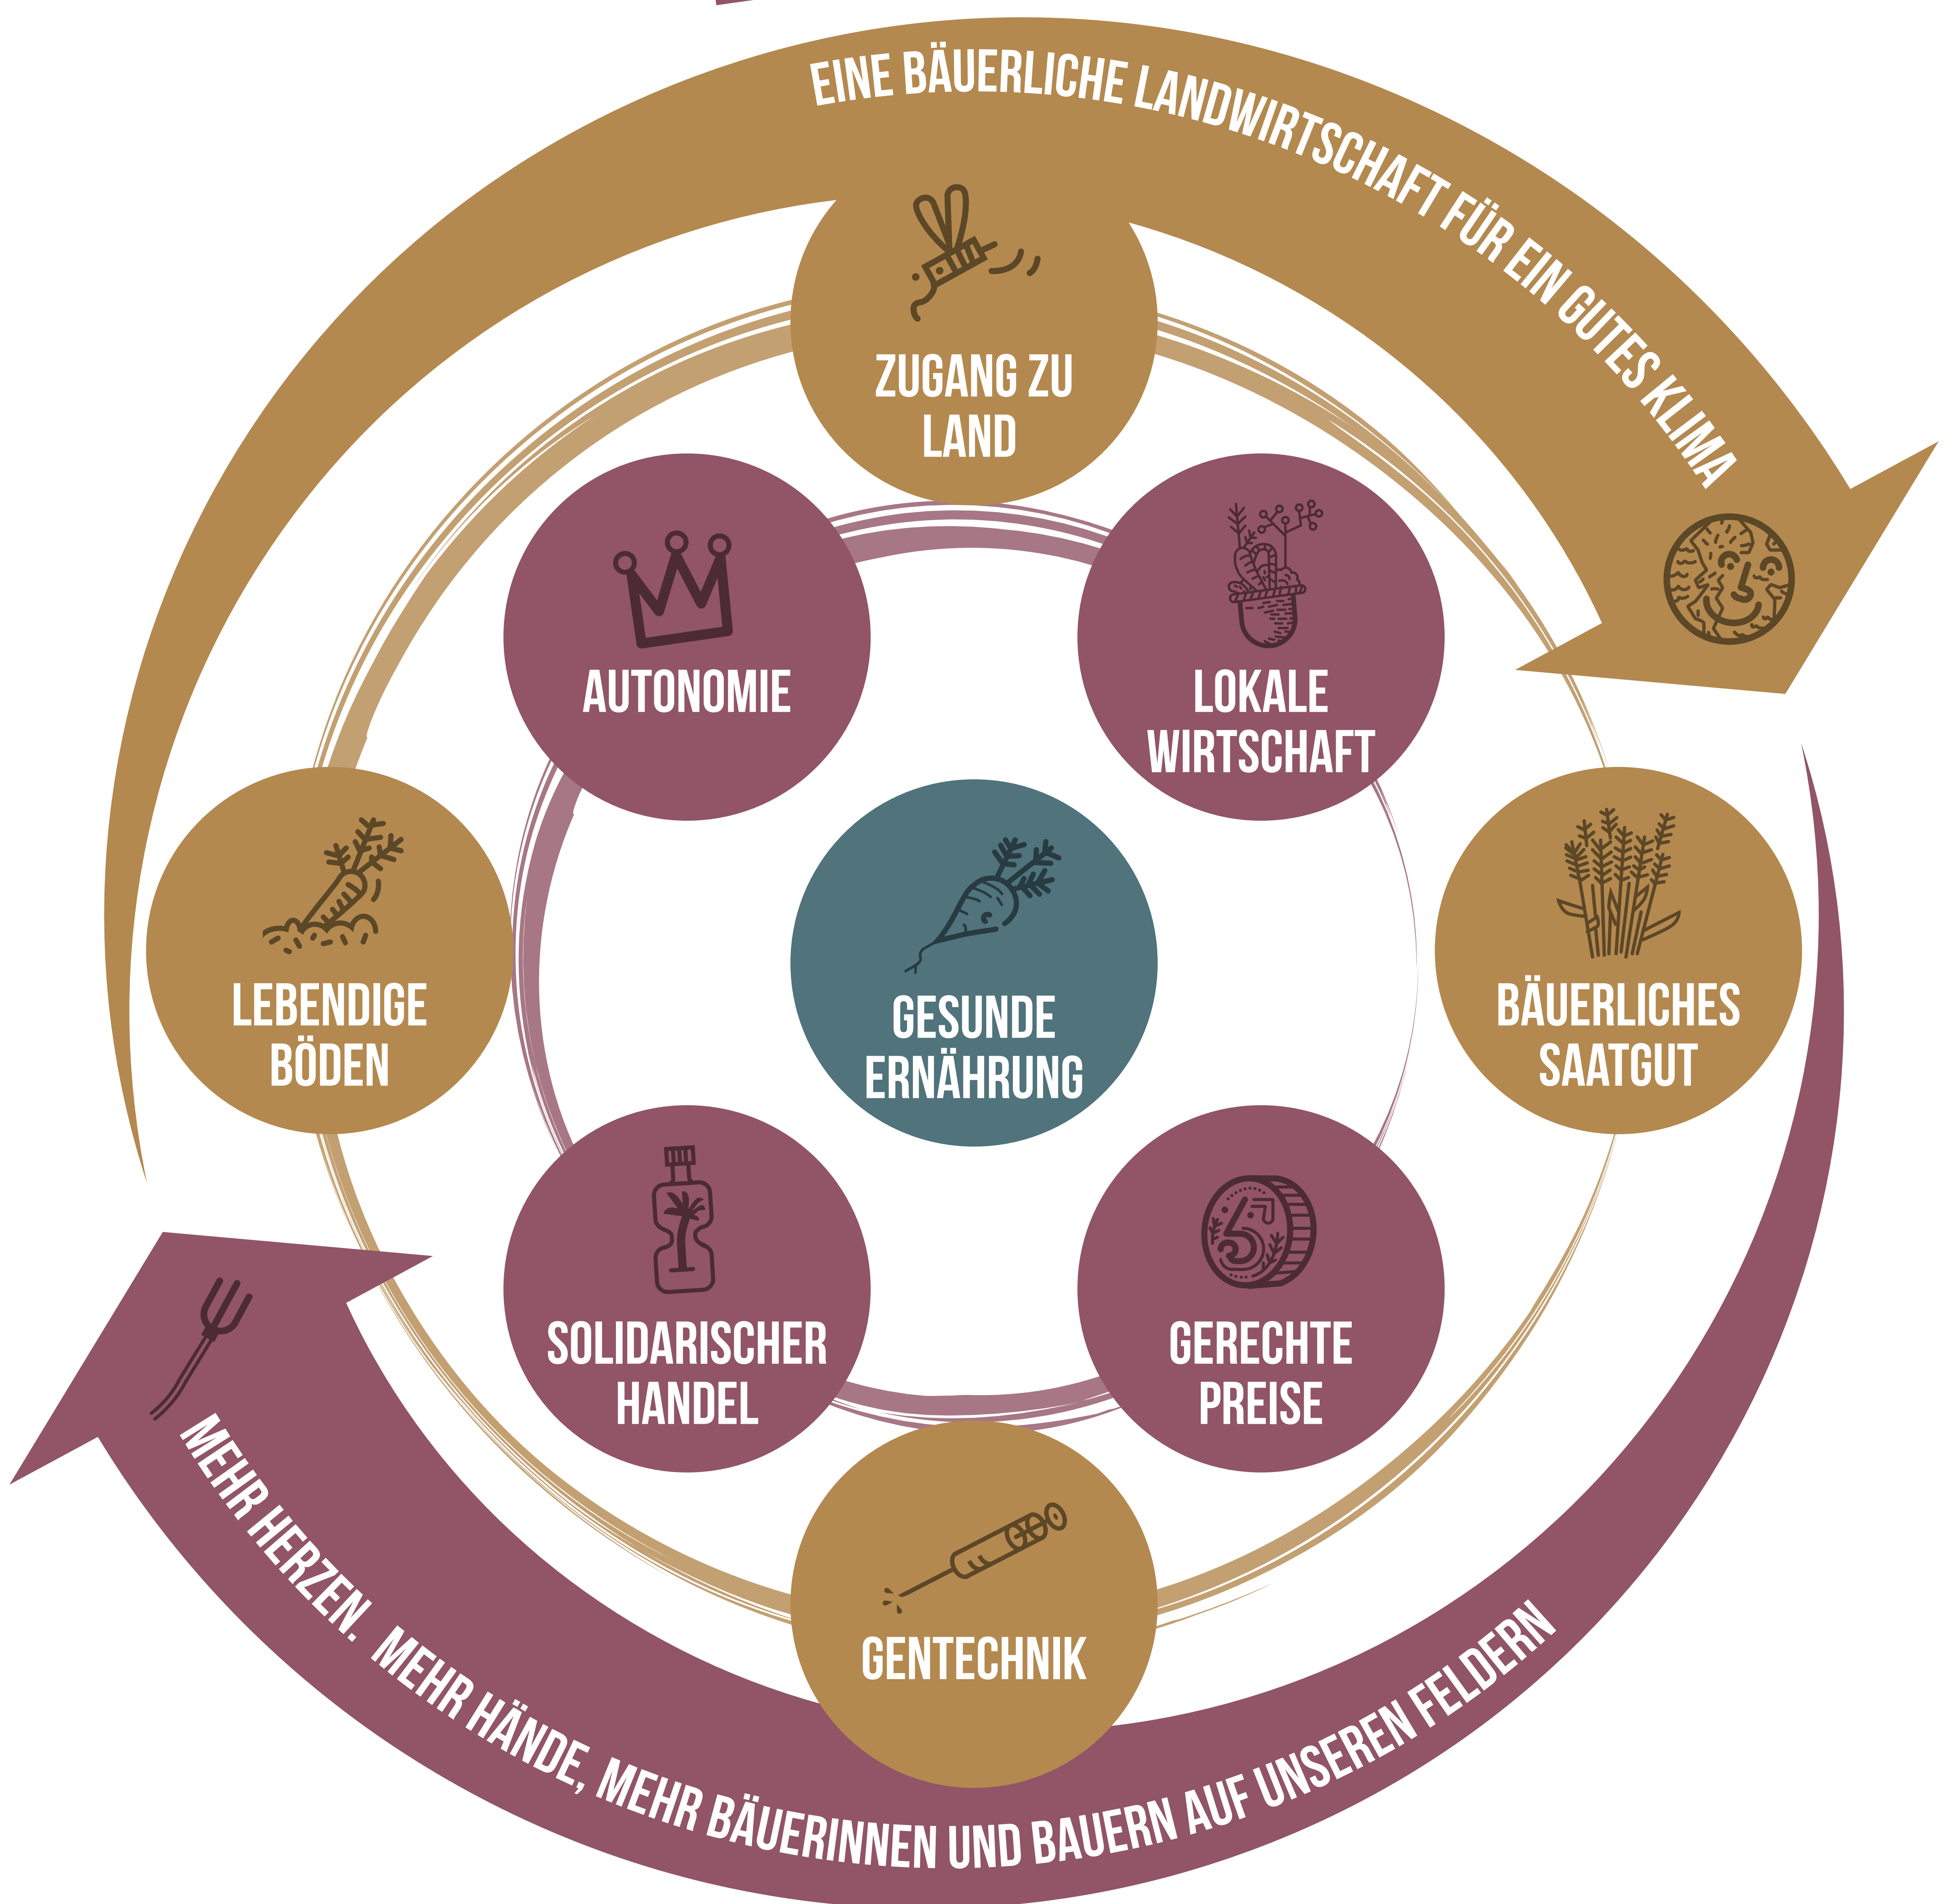 EINE BÄUERLICHE LANDWIRTSCHAFT FÜR EIN GUTES KLIMA
ZUGANG ZU
LAND
AUTONOMIE
LOKALE
WIRTSCHAFT
LEBENDIGE
BÖDEN
GESUNDE
ERNÄHRUNG
BÄUERLICHES
SAATGUT
SOLIDARISCHER
HANDEL
5
GERECHTE
PREISE
GENTECHNIK
MEHR HERZEN. MEHR HÄNDE, MEHR BÄUERINNEN UND BAUERN AUF UNSEREN FELDERN